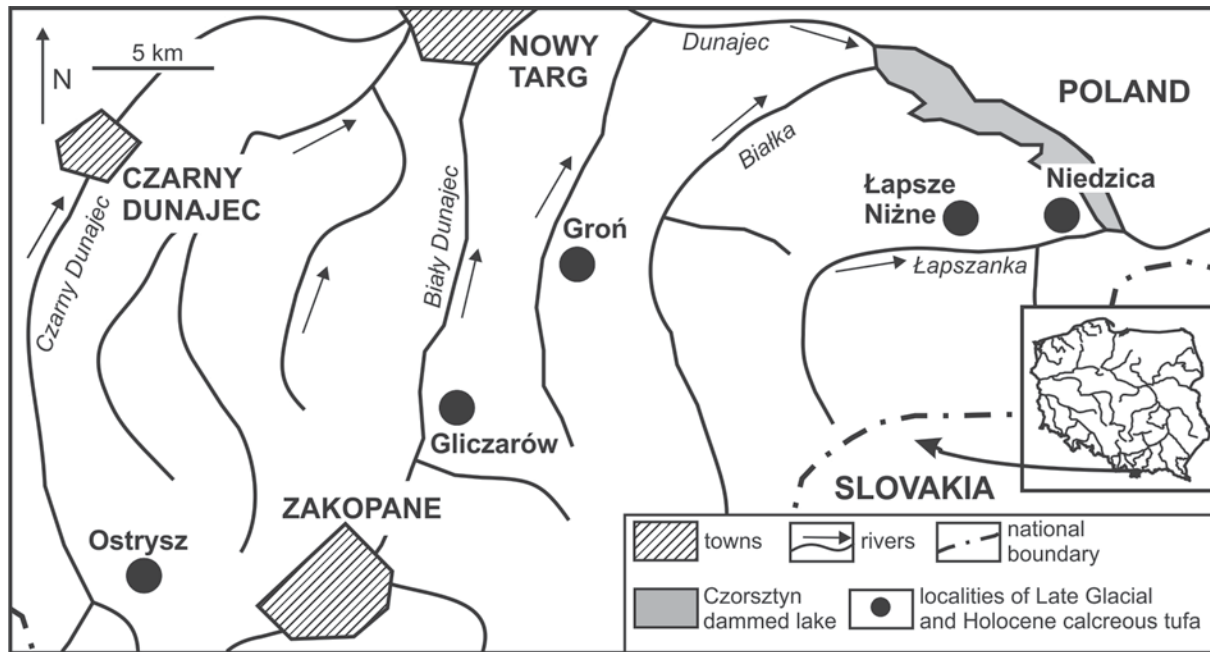 N
5 km
NOWY
TARG
Dunajec
POLAND
CZARNY
DUNAJEC
Czarny Dunajec
Biały Dunajec
Białka
Groń
Łapsze
Niżne
Niedzica
Łapszanka
Gliczarów
ZAKOPANE
Ostrysz
SLOVAKIA
towns
rivers
national
boundary
Czorsztyn
dammed lake
localities of Late Glacial
and Holocene calcreous tufa